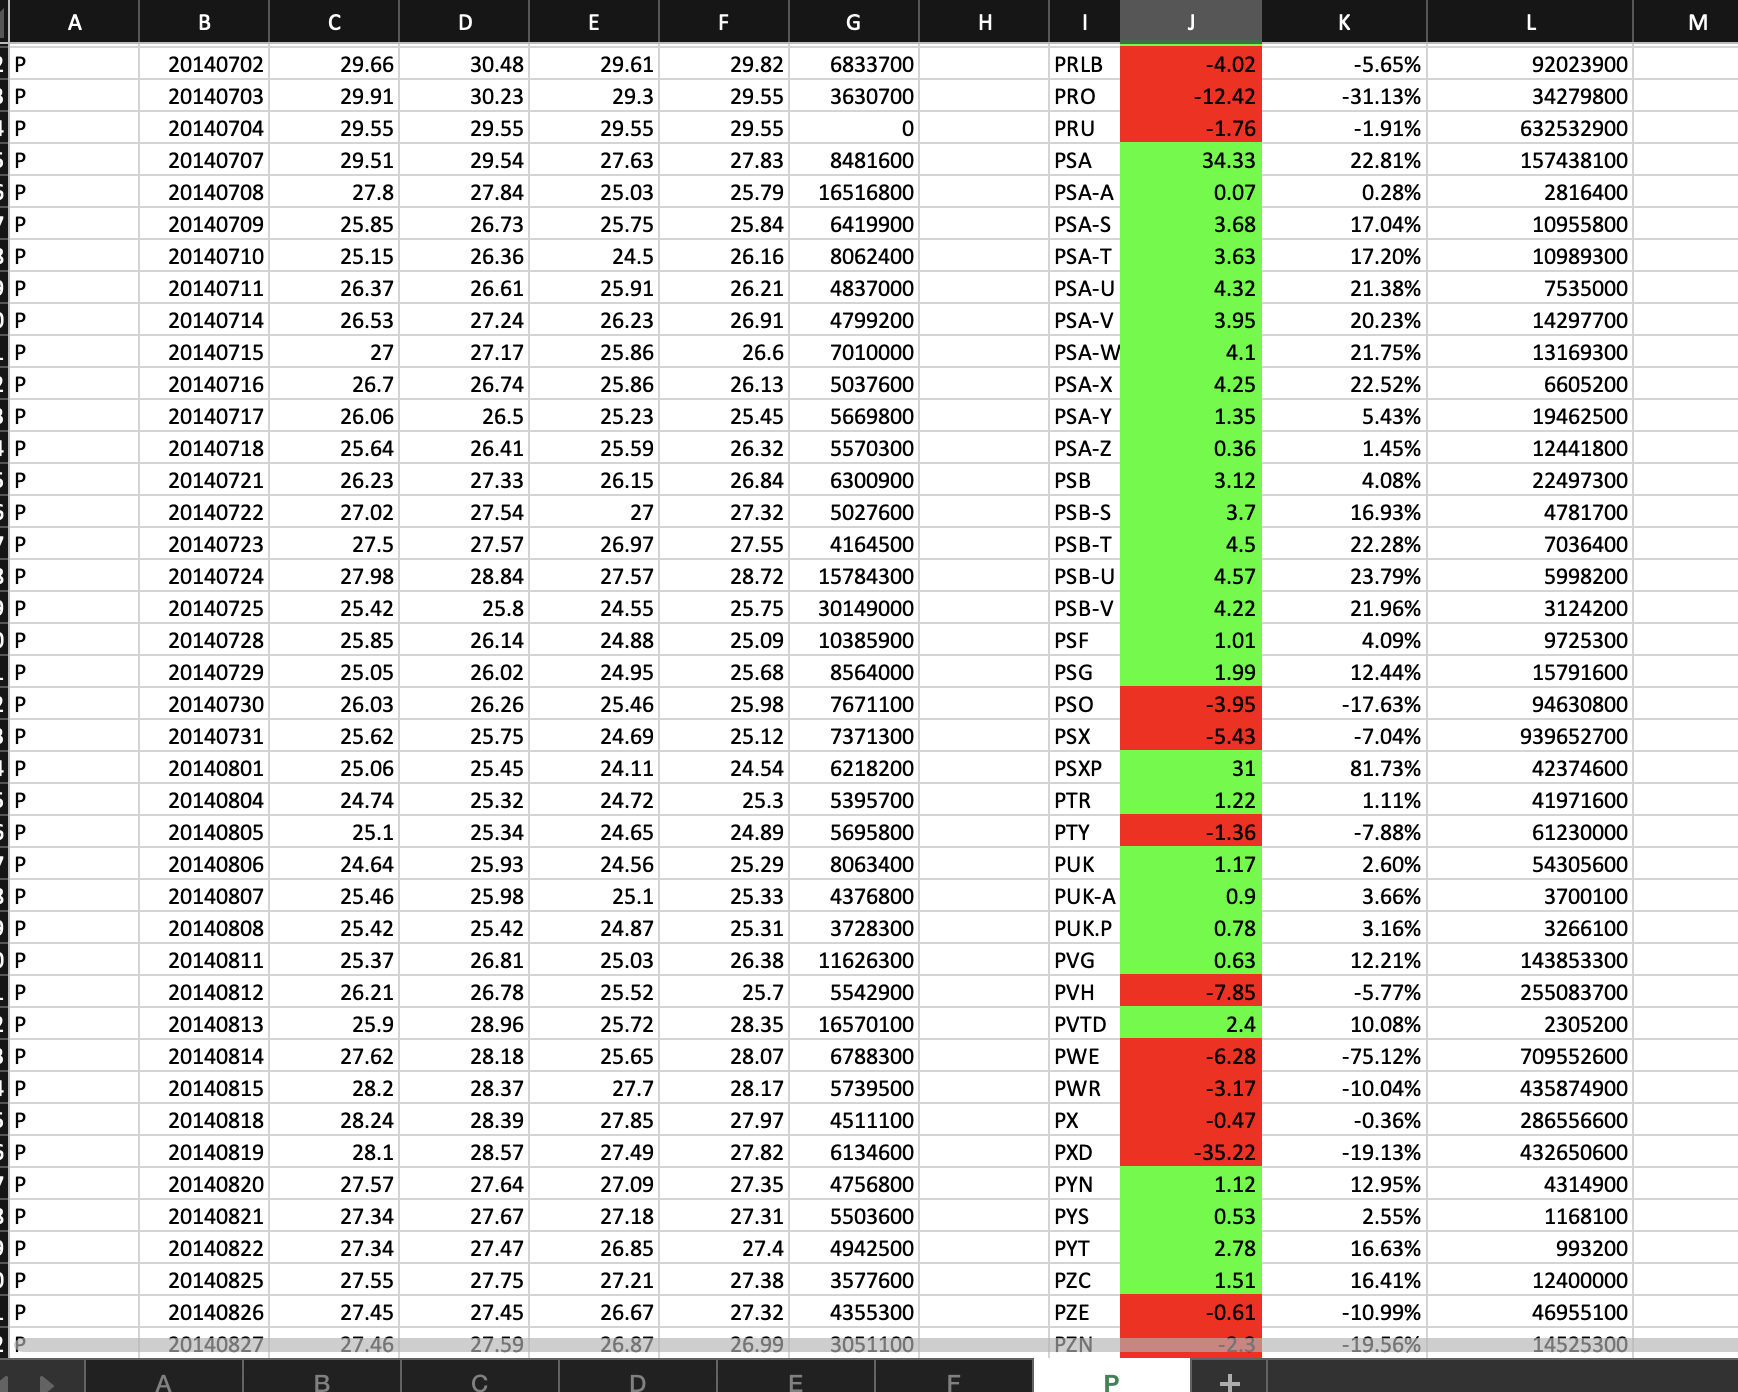 A B C D E F G H I J K L M
P 20140702 29.66 30.48 29.61 29.82 6833700 PRLB -4.02 -5.65% 92023900
P 20140703 29.91 30.23 29.3 29.55 3630700 PRO -12.42 -31.13% 34279800
P 20140704 29.55 29.55 29.55 29.55 0 PRU -1.76 -1.91% 632532900
P 20140707 29.51 29.54 27.63 27.83 8481600 PSA 34.33 22.81% 157438100
P 20140708 27.8 27.84 25.03 25.79 16516800 PSA-A 0.07 0.28% 2816400
P 20140709 25.85 26.73 25.75 25.84 6419900 PSA-S 3.68 17.04% 10955800
P 20140710 25.15 26.36 24.5 26.16 8062400 PSA-T 3.63 17.20% 10989300
P 20140711 26.37 26.61 25.91 26.21 4837000 PSA-U 4.32 21.38% 7535000
P 20140714 26.53 27.24 26.23 26.91 4799200 PSA-V 3.95 20.23% 14297700
P 20140715 27 27.17 25.86 26.6 7010000 PSA-W 4.1 21.75% 13169300
P 20140716 26.7 26.74 25.86 26.13 5037600 PSA-X 4.25 22.52% 6605200
P 20140717 26.06 26.5 25.23 25.45 5669800 PSA-Y 1.35 5.43% 19462500
P 20140718 25.64 26.41 25.59 26.32 5570300 PSA-Z 0.36 1.45% 12441800
P 20140721 26.23 27.33 26.15 26.84 6300900 PSB 3.12 4.08% 22497300
P 20140722 27.02 27.54 27 27.32 5027600 PSB-S 3.7 16.93% 4781700
P 20140723 27.5 27.57 26.97 27.55 4164500 PSB-T 4.5 22.28% 7036400
P 20140724 27.98 28.84 27.57 28.72 15784300 PSB-U 4.57 23.79% 5998200
P 20140725 25.42 25.8 24.55 25.75 30149000 PSB-V 4.22 21.96% 3124200
P 20140728 25.85 26.14 24.88 25.09 10385900 PSF 1.01 4.09% 9725300
P 20140729 25.05 26.02 24.95 25.68 8564000 PSG 1.99 12.44% 15791600
P 20140730 26.03 26.26 25.46 25.98 7671100 PSO -3.95 -17.63% 94630800
P 20140731 25.62 25.75 24.69 25.12 7371300 PSX -5.43 -7.04% 939652700
P 20140801 25.06 25.45 24.11 24.54 6218200 PSXP 31 81.73% 42374600
P 20140804 24.74 25.32 24.72 25.3 5395700 PTR 1.22 1.11% 41971600
P 20140805 25.1 25.34 24.65 24.89 5695800 PTY -1.36 -7.88% 61230000
P 20140806 24.64 25.93 24.56 25.29 8063400 PUK 1.17 2.60% 54305600
P 20140807 25.46 25.98 25.1 25.33 4376800 PUK-A 0.9 3.66% 3700100
P 20140808 25.42 25.42 24.87 25.31 3728300 PUK.P 0.78 3.16% 3266100
P 20140811 25.37 26.81 25.03 26.38 11626300 PVG 0.63 12.21% 143853300
P 20140812 26.21 26.78 25.52 25.7 5542900 PVH -7.85 -5.77% 255083700
P 20140813 25.9 28.96 25.72 28.35 16570100 PVTD 2.4 10.08% 2305200
P 20140814 27.62 28.18 25.65 28.07 6788300 PWE -6.28 -75.12% 709552600
P 20140815 28.2 28.37 27.7 28.17 5739500 PWR -3.17 -10.04% 435874900
P 20140818 28.24 28.39 27.85 27.97 4511100 PX -0.47 -0.36% 286556600
P 20140819 28.1 28.57 27.49 27.82 6134600 PXD -35.22 -19.13% 432650600
P 20140820 27.57 27.64 27.09 27.35 4756800 PYN 1.12 12.95% 4314900
P 20140821 27.34 27.67 27.18 27.31 5503600 PYS 0.53 2.55% 1168100
P 20140822 27.34 27.47 26.85 27.4 4942500 PYT 2.78 16.63% 993200
P 20140825 27.55 27.75 27.21 27.38 3577600 PZC 1.51 16.41% 12400000
P 20140826 27.45 27.45 26.67 27.32 4355300 PZE -0.61 -10.99% 46955100
P 20140827 27.46 27.59 26.87 26.99 3051100 PZN -2.3 -19.56% 14525300
A B C D E F P +